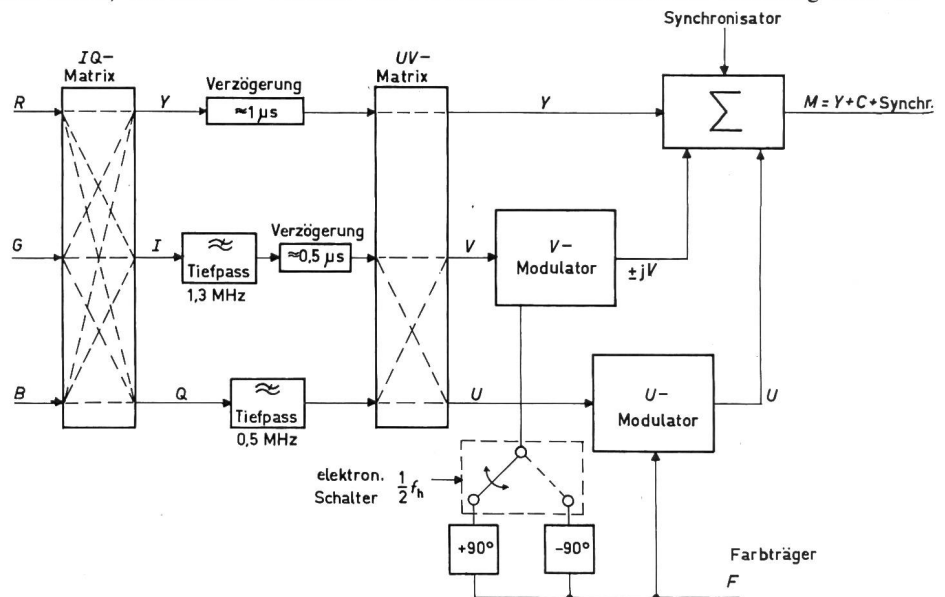 Synchronisator
IQ-
Matrix
UV-
Matrix
Verzögerung
R
Y
≈1 µs
Y
Σ
M = Y + C + Synchr.
Verzögerung
G
I
≈
Tiefpass
1,3 MHz
≈0,5 µs
V
V-
Modulator
±jV
B
Q
≈
Tiefpass
0,5 MHz
U
U-
Modulator
U
elektron.
Schalter 1/2 fh
+90°
-90°
Farbträger
F